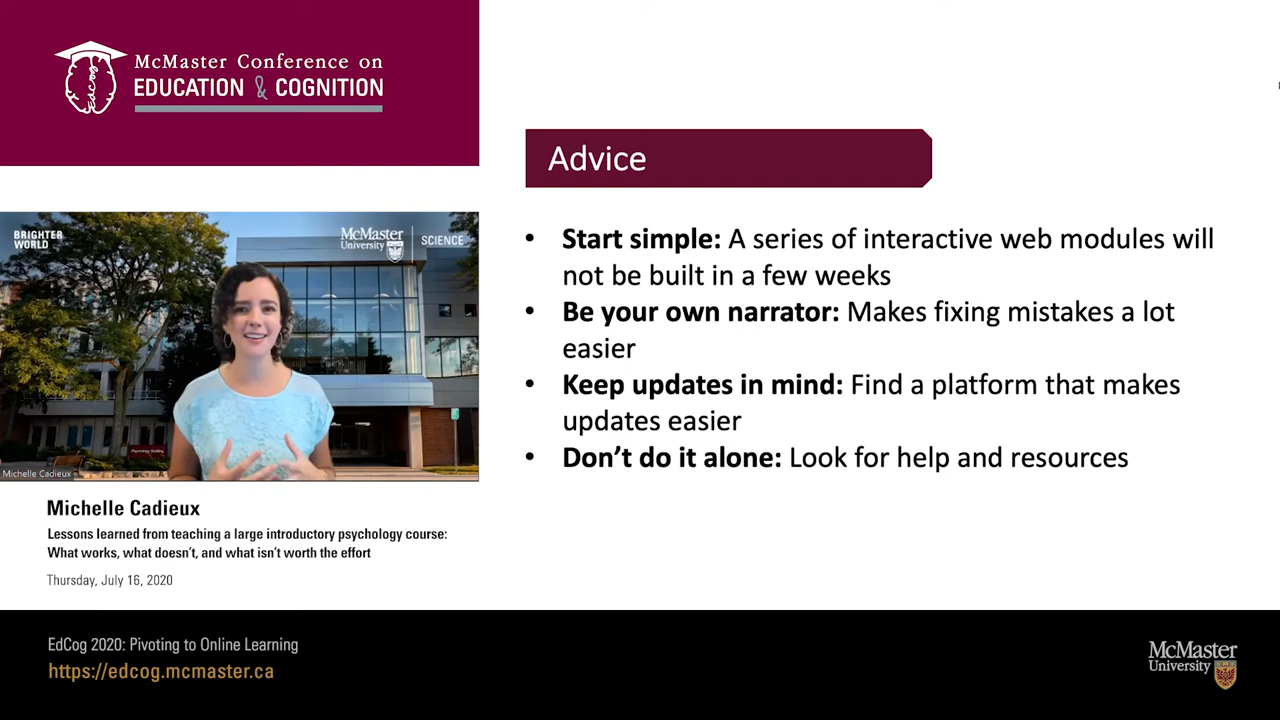 McMaster Conference on
EDUCATION & COGNITION
edcog
Advice
• Start simple: A series of interactive web modules will
not be built in a few weeks
• Be your own narrator: Makes fixing mistakes a lot
easier
• Keep updates in mind: Find a platform that makes
updates easier
• Don’t do it alone: Look for help and resources
BRIGHTER
WORLD
McMaster
University
SCIENCE
Psychology Building
Michelle Cadieux
Michelle Cadieux
Lessons learned from teaching a large introductory psychology course:
What works, what doesn’t, and what isn’t worth the effort
Thursday, July 16, 2020
EdCog 2020: Pivoting to Online Learning
https://edcog.mcmaster.ca
McMaster
University